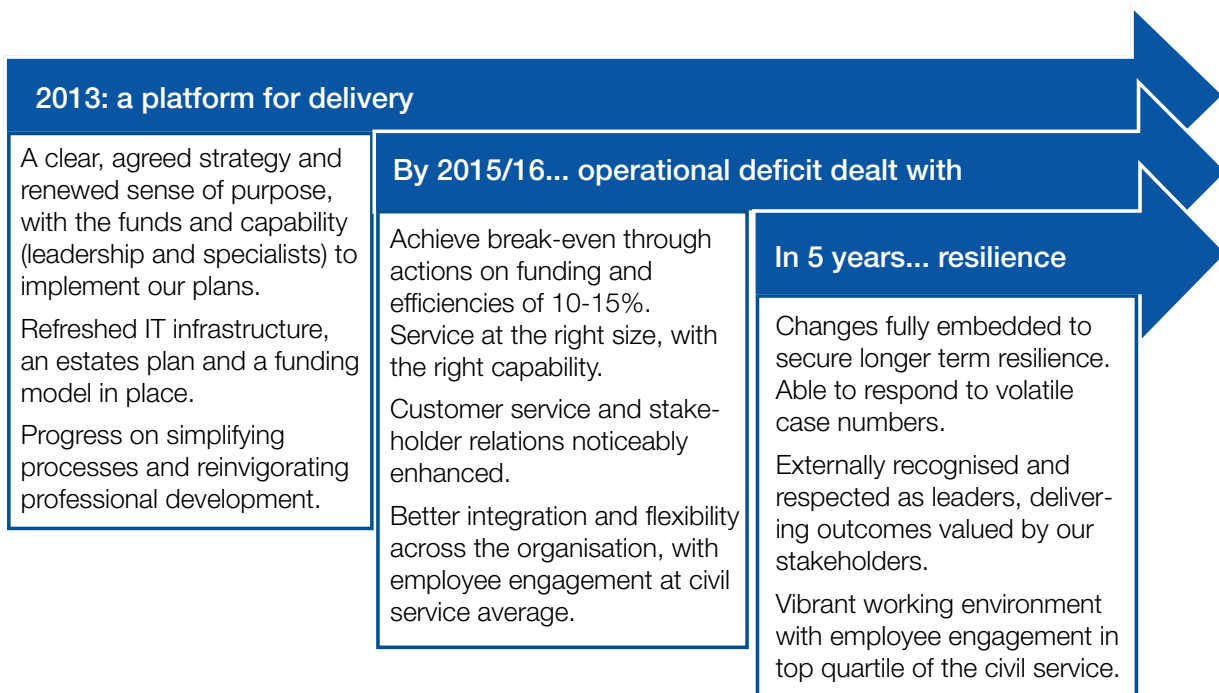 2013: a platform for delivery
A clear, agreed strategy and
renewed sense of purpose,
with the funds and capability
(leadership and specialists) to
implement our plans.
Refreshed IT infrastructure,
an estates plan and a funding
model in place.
Progress on simplifying
processes and reinvigorating
professional development.
By 2015/16... operational deficit dealt with
Achieve break-even through
actions on funding and
efficiencies of 10-15%.
Service at the right size, with
the right capability.
Customer service and stake-
holder relations noticeably
enhanced.
Better integration and flexibility
across the organisation, with
employee engagement at civil
service average.
In 5 years... resilience
Changes fully embedded to
secure longer term resilience.
Able to respond to volatile
case numbers.
Externally recognised and
respected as leaders, deliver-
ing outcomes valued by our
stakeholders.
Vibrant working environment
with employee engagement in
top quartile of the civil service.